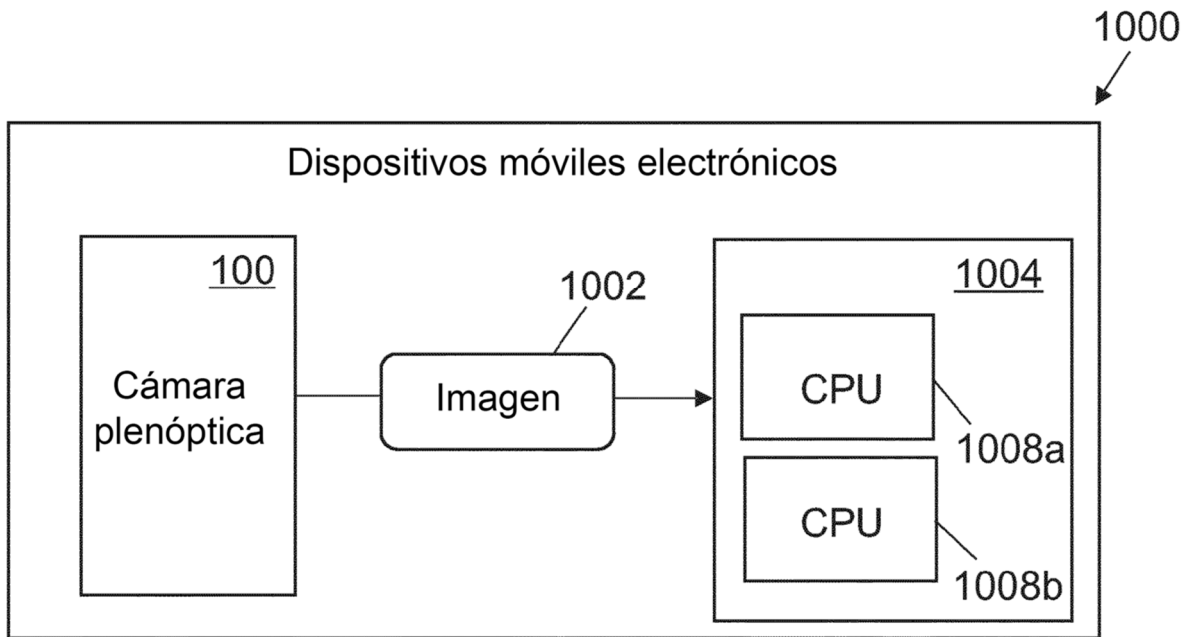 1000
Dispositivos móviles electrónicos
100
Cámara
plenóptica
1002
Imagen
1004
CPU
1008a
CPU
1008b